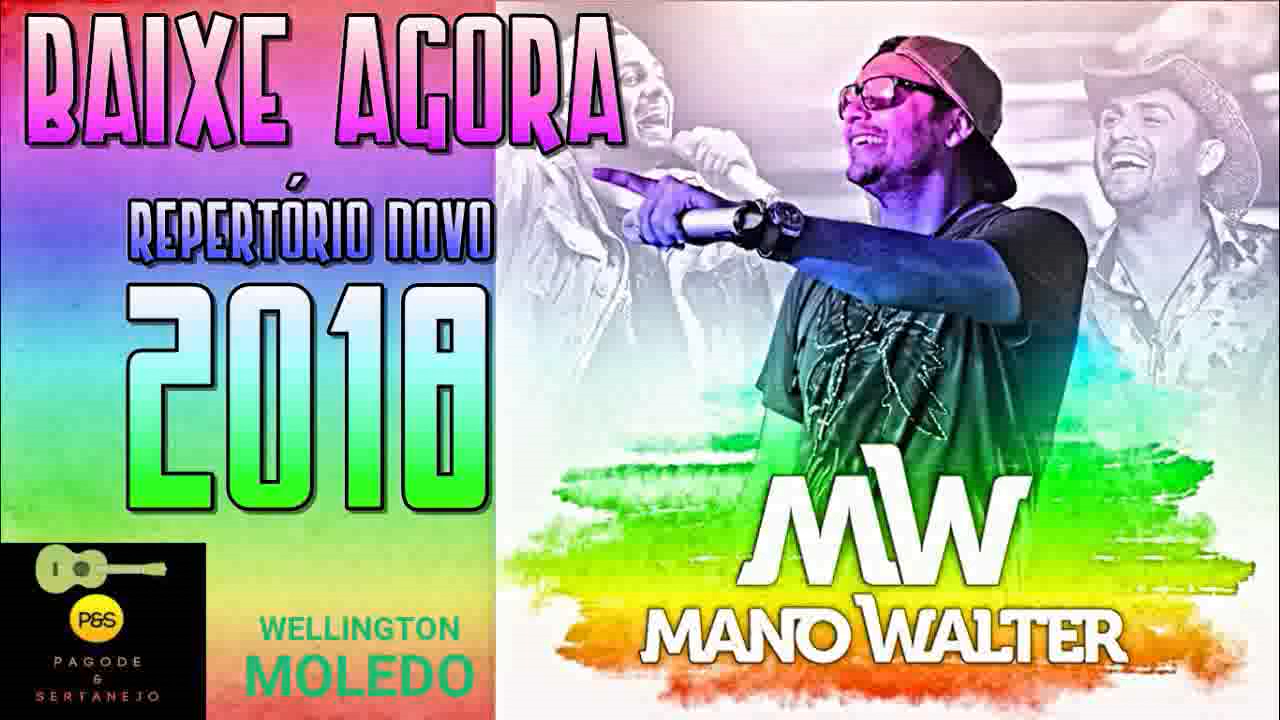 BAIXE AGORA
REPERTÓRIO NOVO
2018
P&S
PAGODE
&
SERTANEJO
WELLINGTON
MOLEDO
MW
MANO WALTER